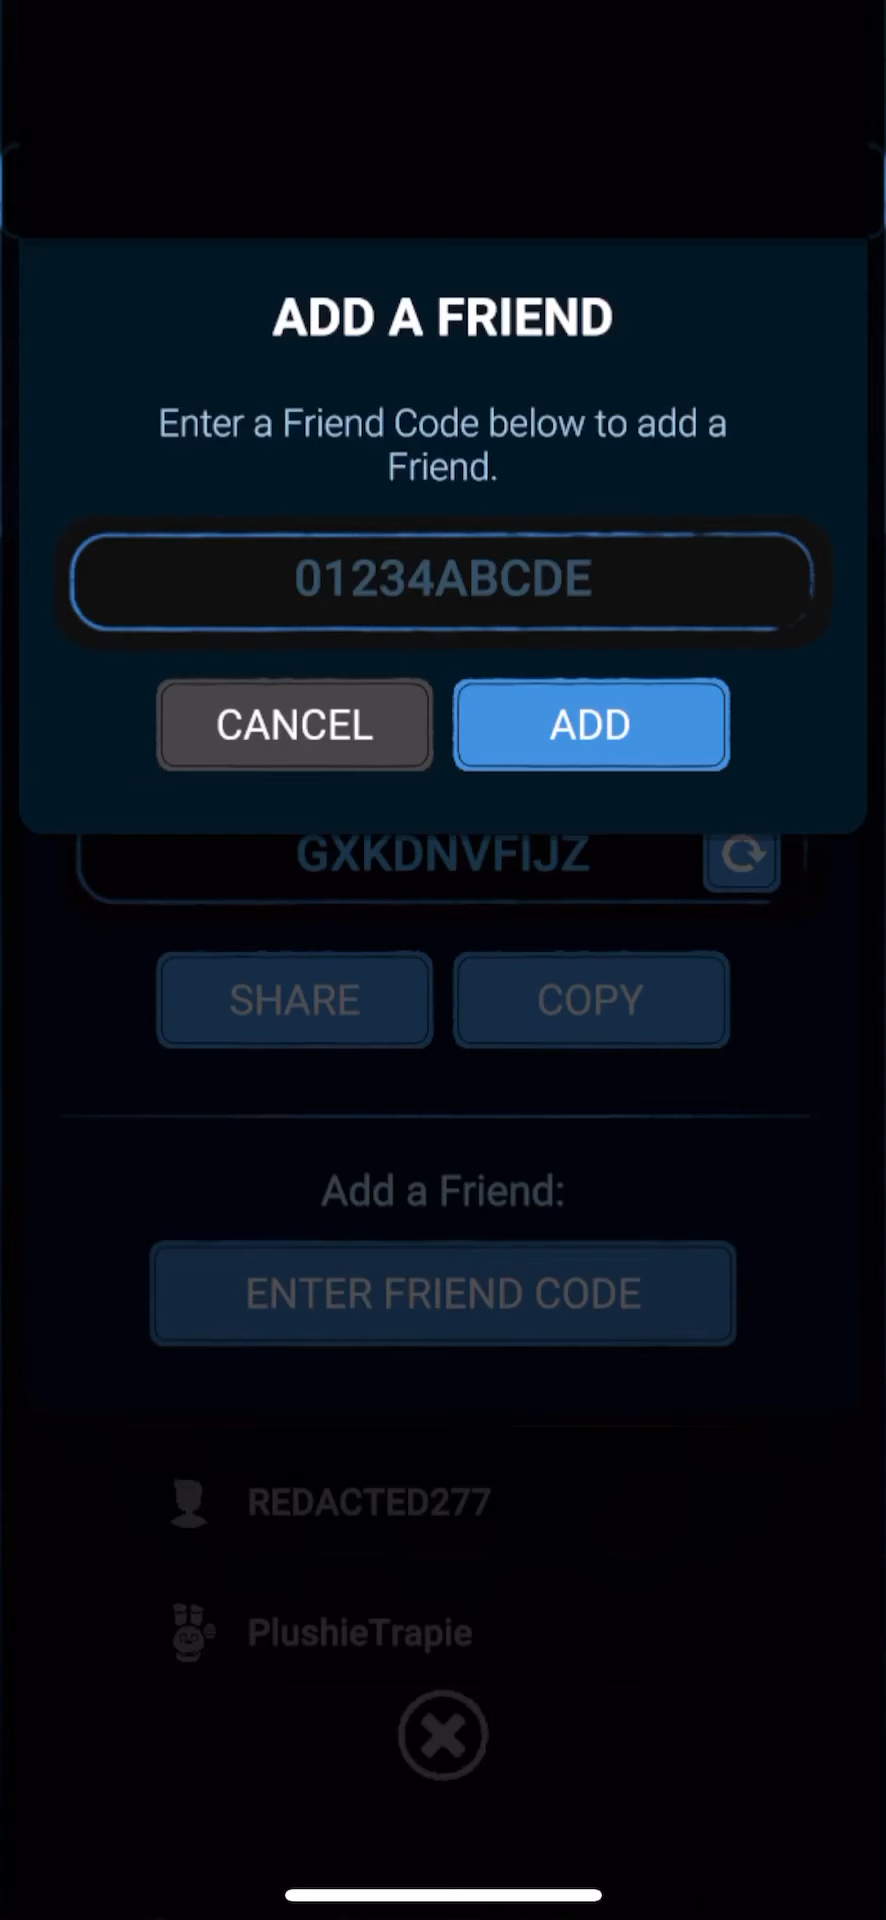 ADD A FRIEND
Enter a Friend Code below to add a
Friend.
01234ABCDE
CANCEL
ADD
GXKDNVFIJZ
SHARE
COPY
Add a Friend:
ENTER FRIEND CODE
REDACTED277
PlushieTrapie